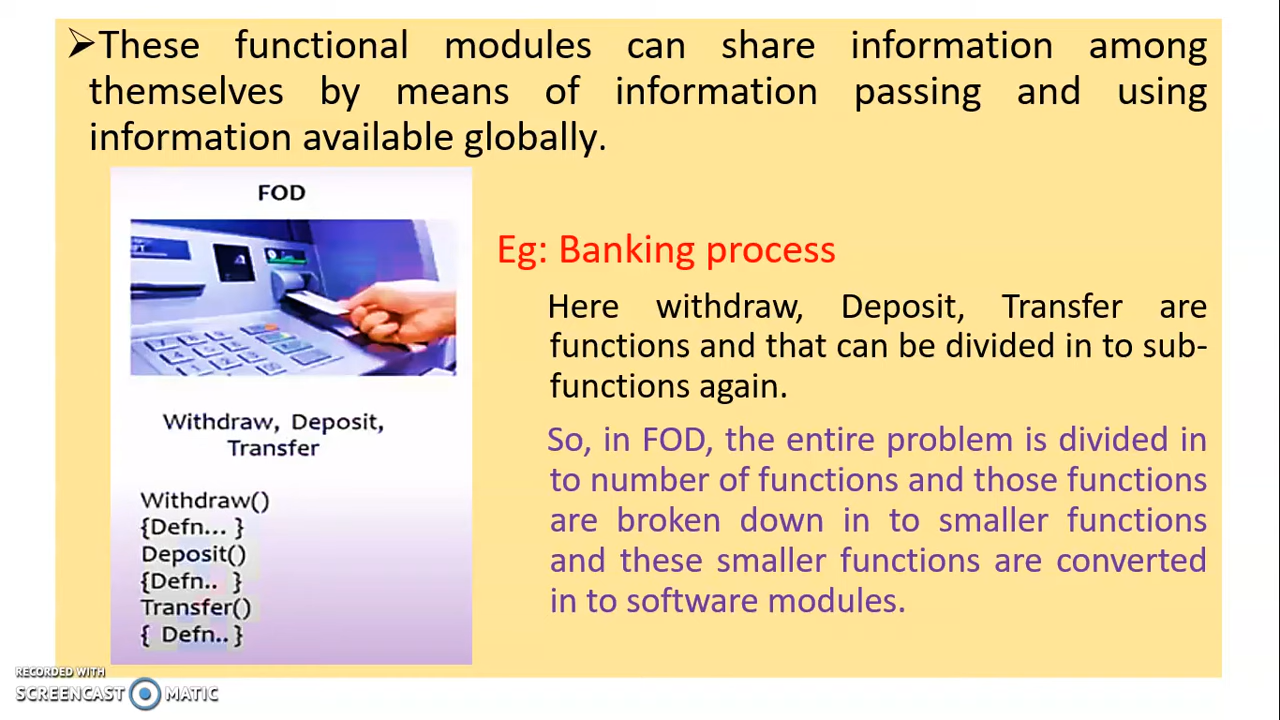 ➢These functional modules can share information among
themselves by means of information passing and using
information available globally.
FOD
Withdraw, Deposit,
Transfer
Withdraw()
{Defn... }
Deposit()
{Defn.. }
Transfer()
{ Defn.. }
Eg: Banking process
Here withdraw, Deposit, Transfer are
functions and that can be divided in to sub-
functions again.
So, in FOD, the entire problem is divided in
to number of functions and those functions
are broken down in to smaller functions
and these smaller functions are converted
in to software modules.
RECORDED WITH
SCREENCAST MATIC